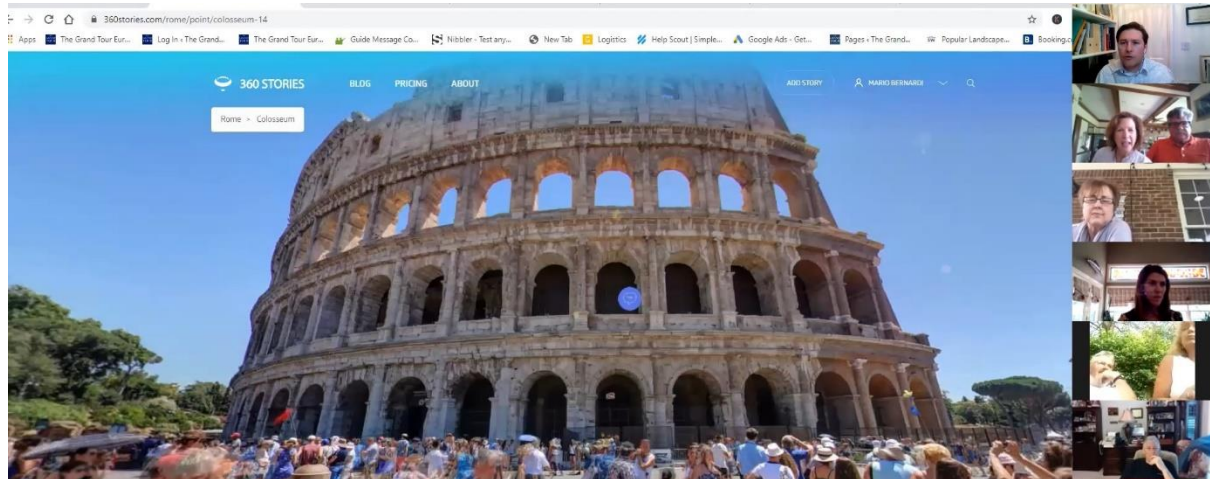 360stories.com/rome/point/colosseum-14
Apps The Grand Tour Eur... Log In ‹ The Grand... The Grand Tour Eur... Guide Message Co... Nibbler - Test any... New Tab Logistics Help Scout | Simple... Google Ads - Get... Pages ‹ The Grand... Popular Landscape... Booking.c
360 STORIES BLOG PRICING ABOUT ADD STORY MARIO BERNARDI
Rome > Colosseum